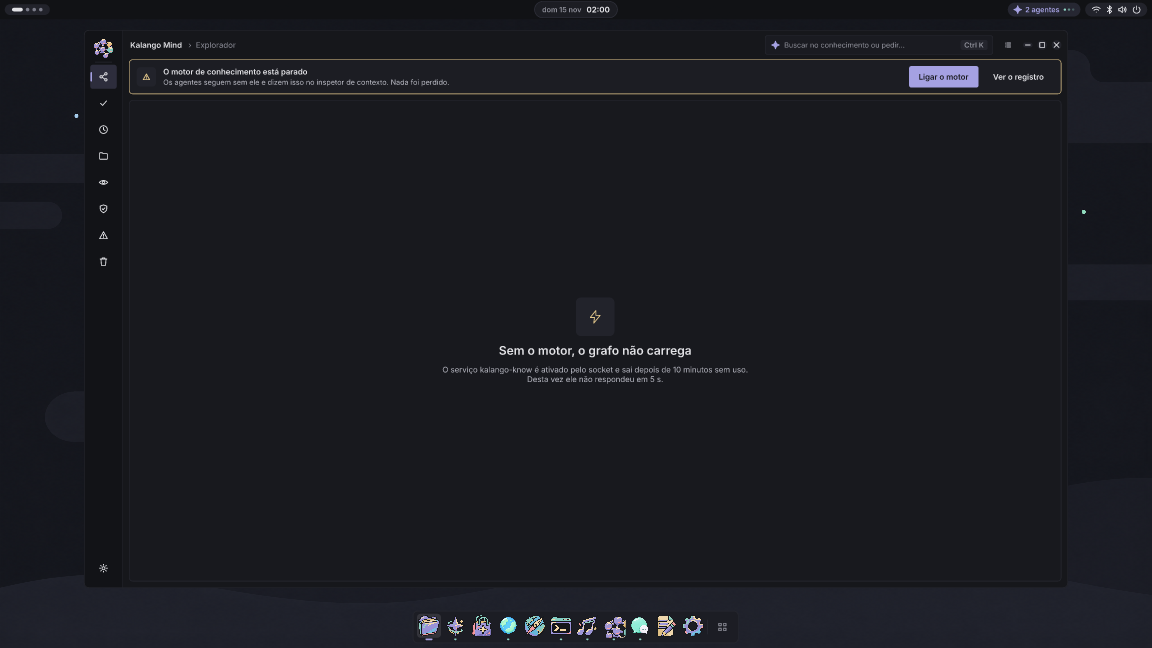 dom 15 nov 02:00
2 agentes
Kalango Mind › Explorador
Buscar no conhecimento ou pedir...
Ctrl K
O motor de conhecimento está parado
Os agentes seguem sem ele e dizem isso no inspetor de contexto. Nada foi perdido.
Ligar o motor
Ver o registro
Sem o motor, o grafo não carrega
O serviço kalango-know é ativado pelo socket e sai depois de 10 minutos sem uso.
Desta vez ele não respondeu em 5 s.